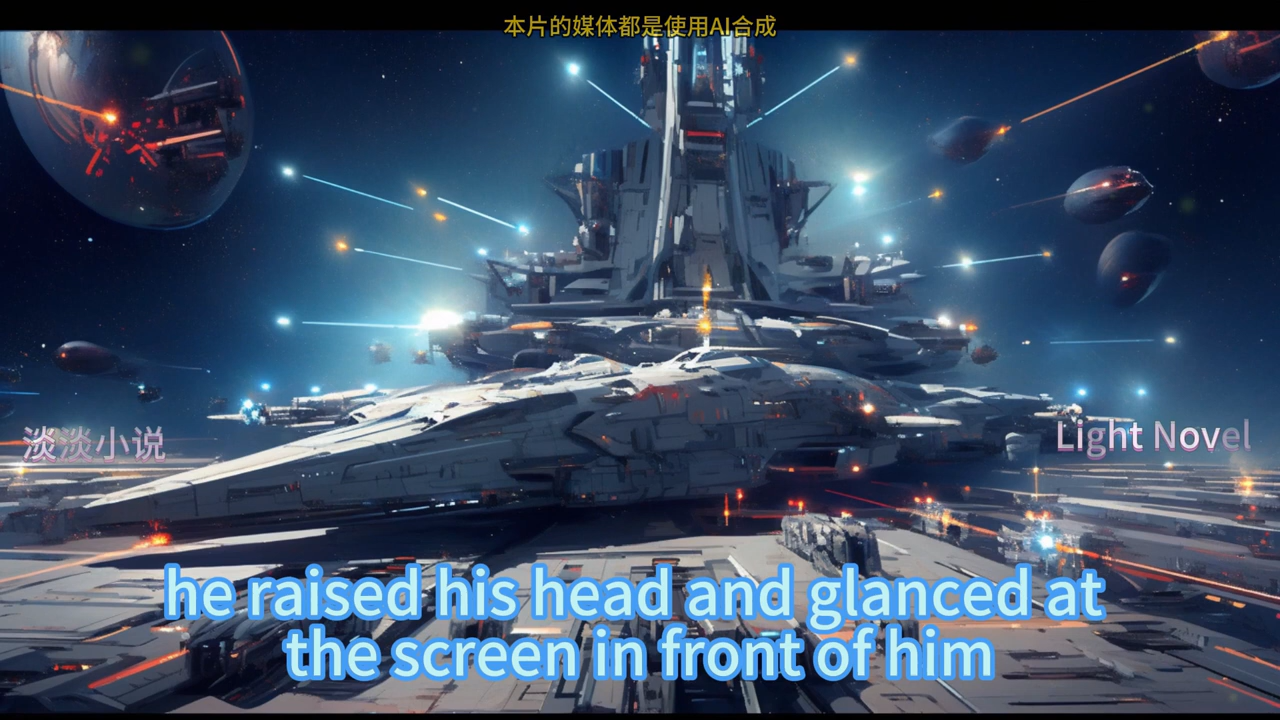 本片的媒体都是使用AI合成
淡淡小说
Light Novel
he raised his head and glanced at
the screen in front of him